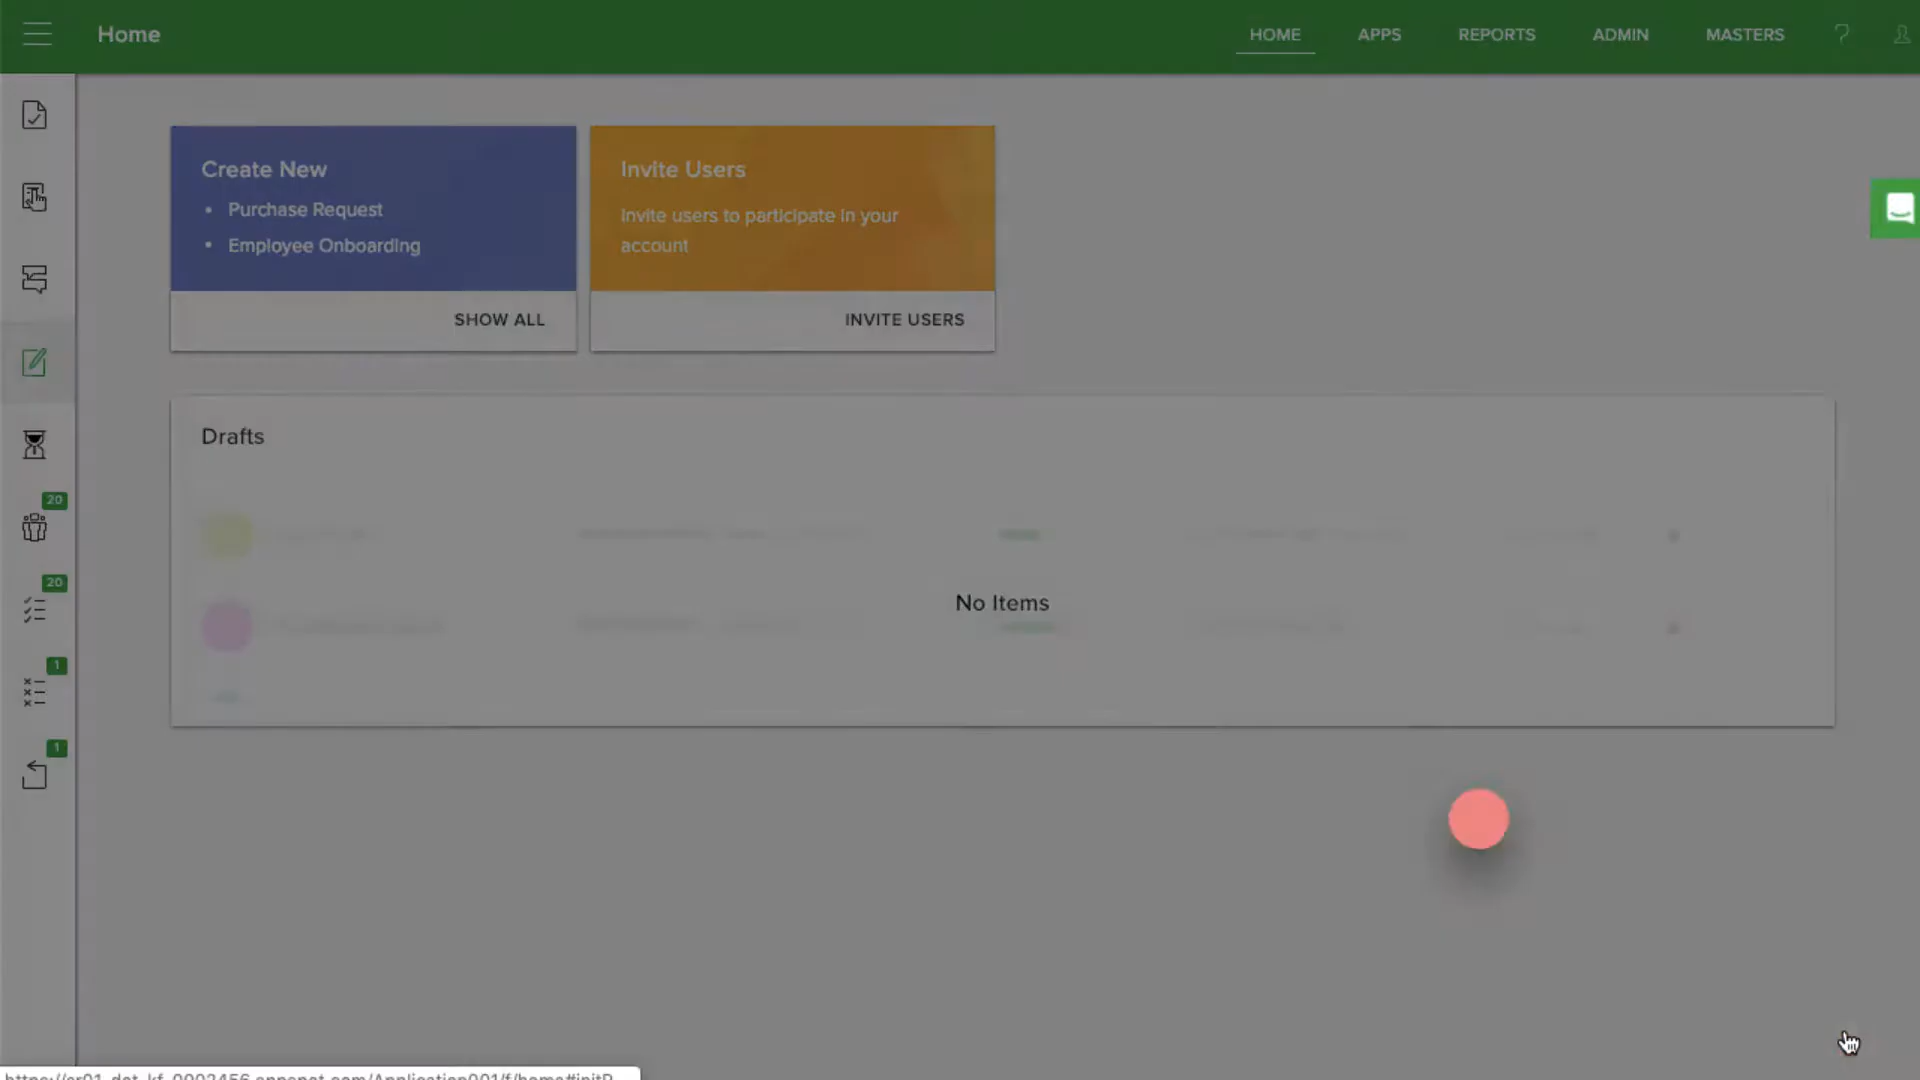 Home
HOME
APPS
REPORTS
ADMIN
MASTERS
?
Create New
• Purchase Request
• Employee Onboarding
SHOW ALL
Invite Users
Invite users to participate in your
account
INVITE USERS
Drafts
No Items
20
20
1
1